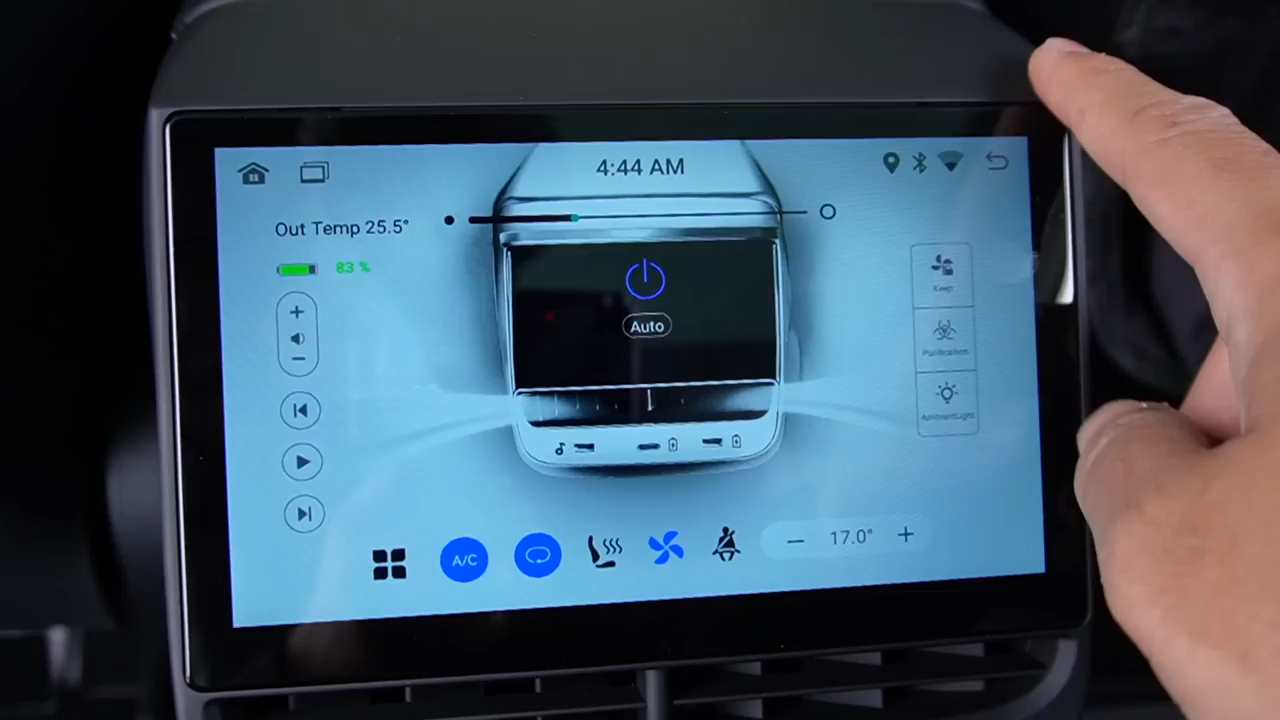 4:44 AM
Out Temp 25.5°
83 %
Keep
Auto
Purification
AmbientLight
A/C
17.0°